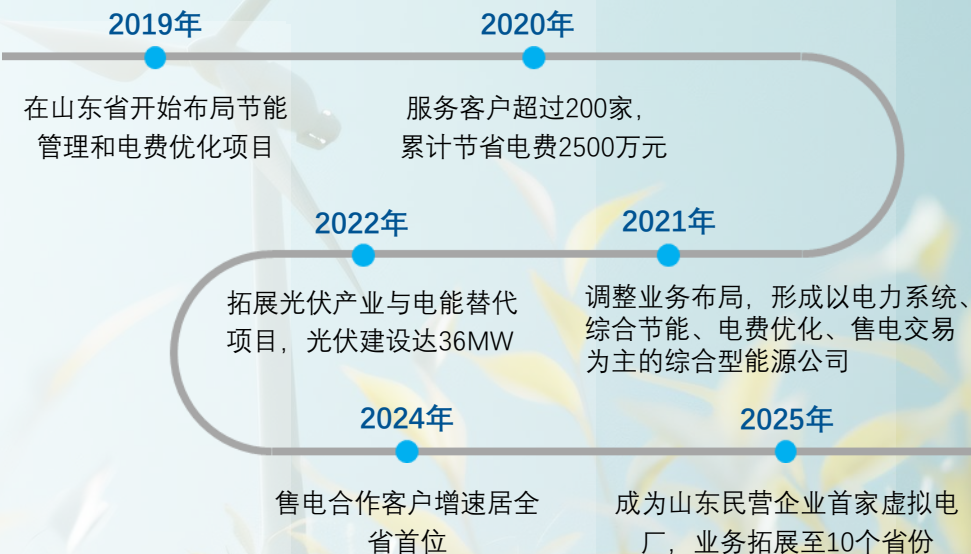 2019年
在山东省开始布局节能
管理和电费优化项目
2020年
服务客户超过200家，
累计节省电费2500万元
2021年
调整业务布局，形成以电力系统、
综合节能、电费优化、售电交易
为主的综合型能源公司
2022年
拓展光伏产业与电能替代
项目，光伏建设达36MW
2024年
售电合作客户增速居全
省首位
2025年
成为山东民营企业首家虚拟电
厂，业务拓展至10个省份